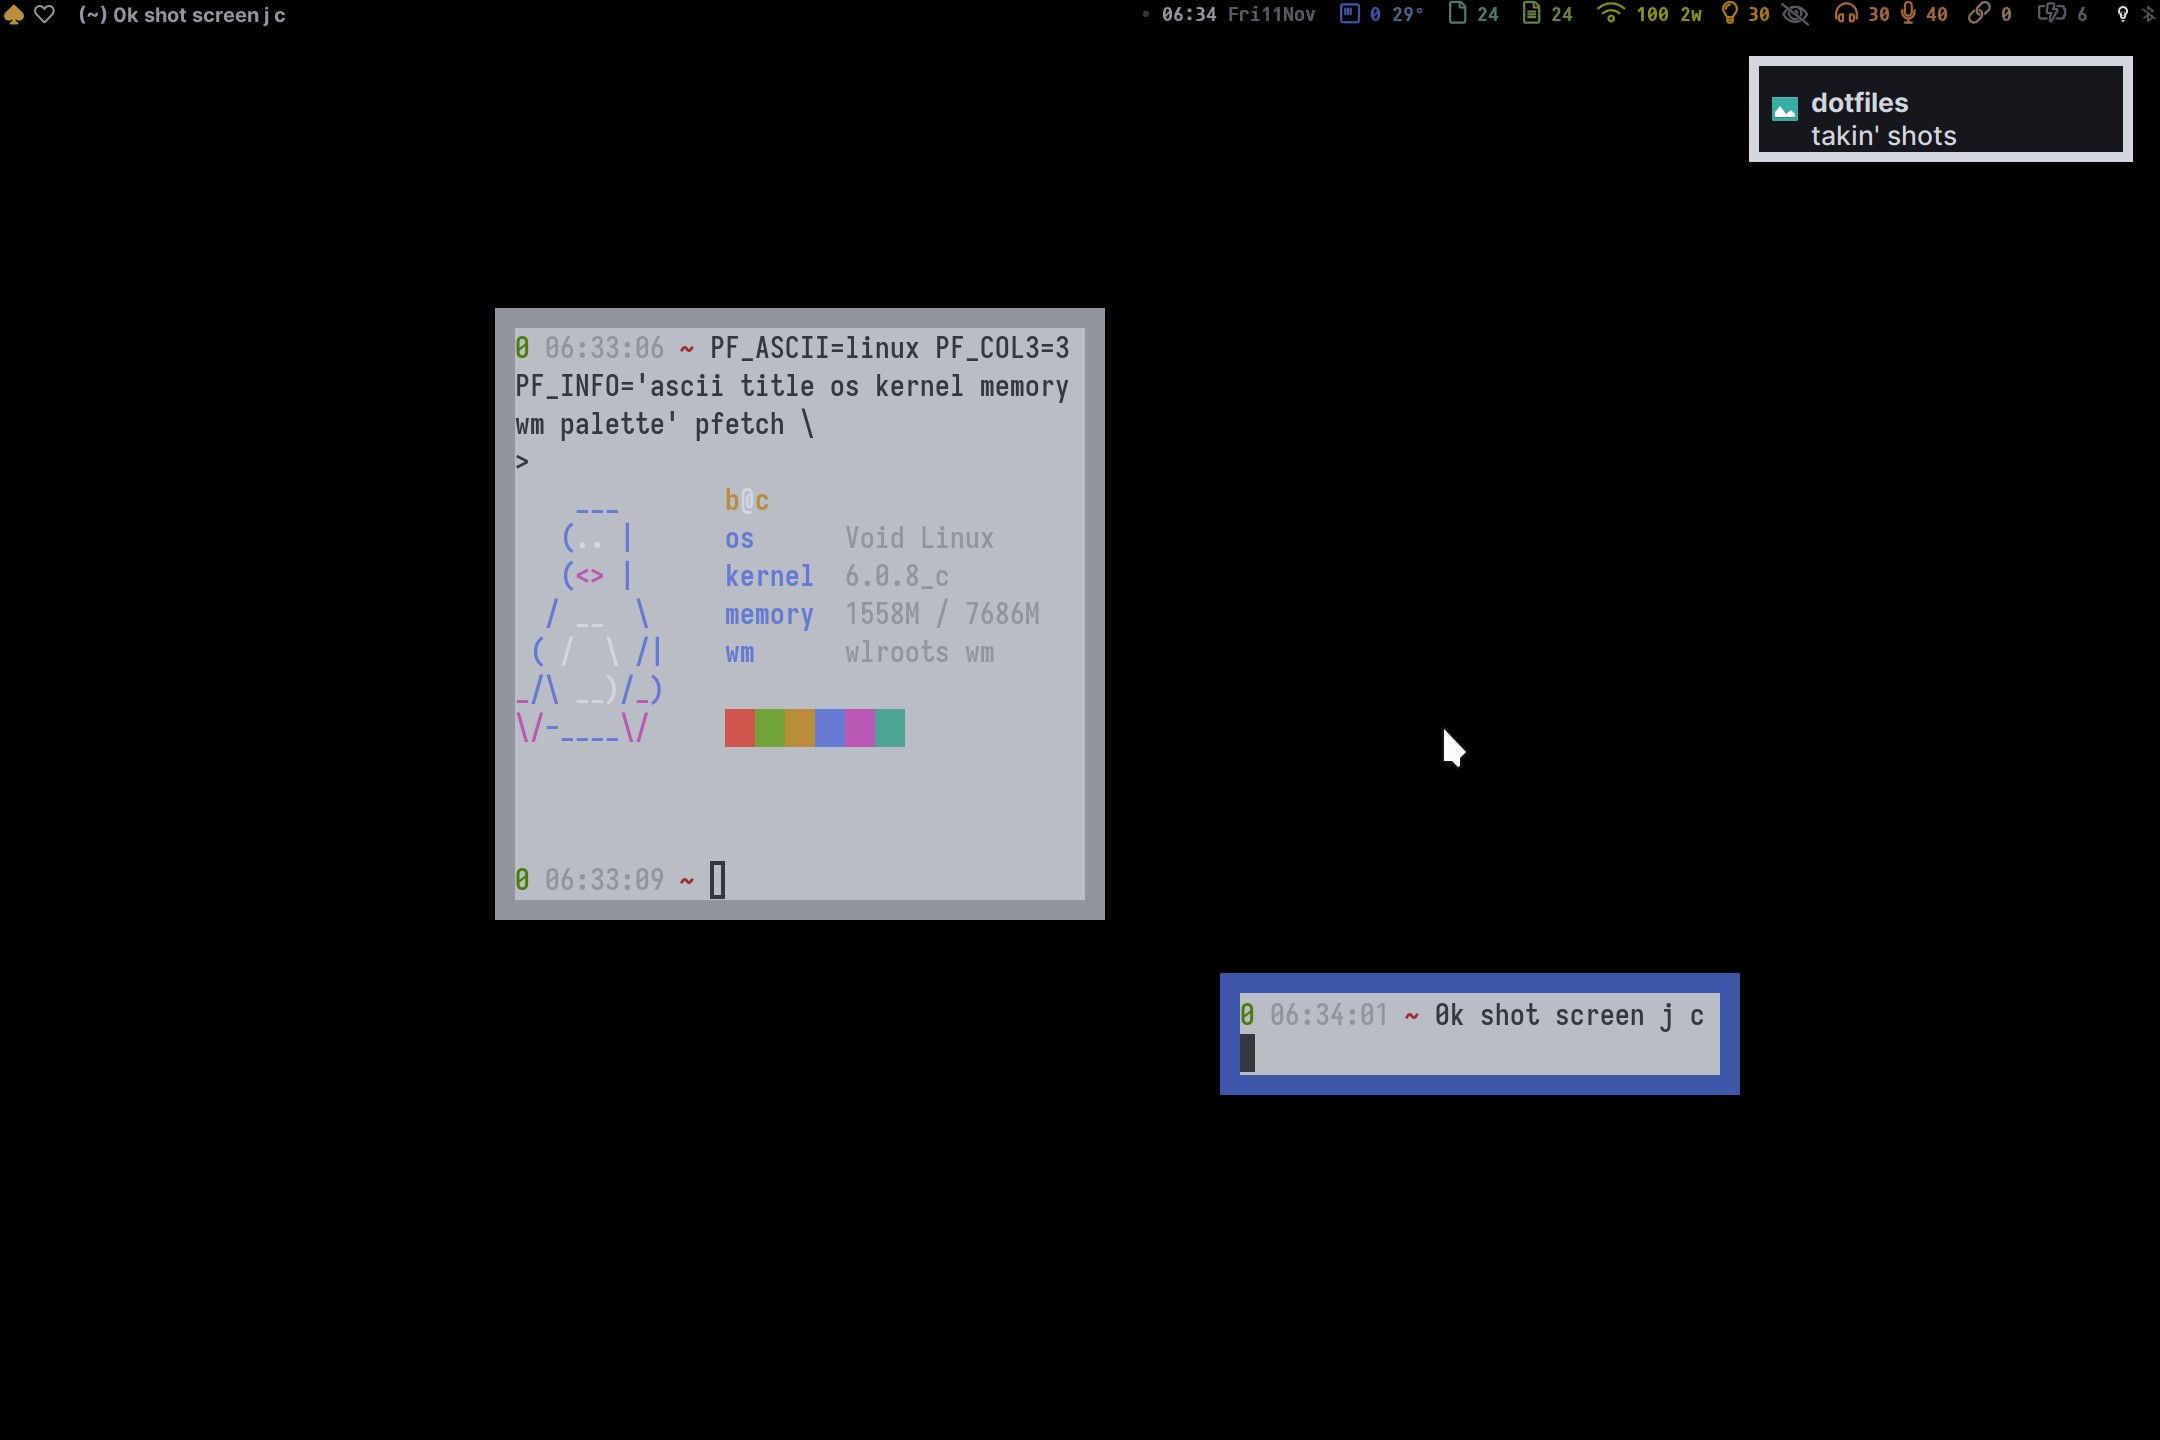 (~) 0k shot screen j c
06:34 Fri11Nov 0 29° 24 24 100 2w 30 30 40 0 6
dotfiles
takin' shots
0 06:33:06 ~ PF_ASCII=linux PF_COL3=3
PF_INFO='ascii title os kernel memory
wm palette' pfetch \
>
b@c
os Void Linux
kernel 6.0.8_c
memory 1558M / 7686M
wm wlroots wm
0 06:33:09 ~
0 06:34:01 ~ 0k shot screen j c